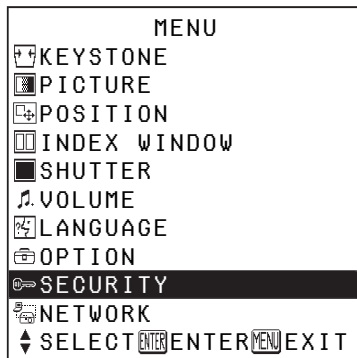 MENU
KEYSTONE
PICTURE
POSITION
INDEX WINDOW
SHUTTER
VOLUME
LANGUAGE
OPTION
SECURITY
NETWORK
SELECT ENTER ENTER MENU EXIT